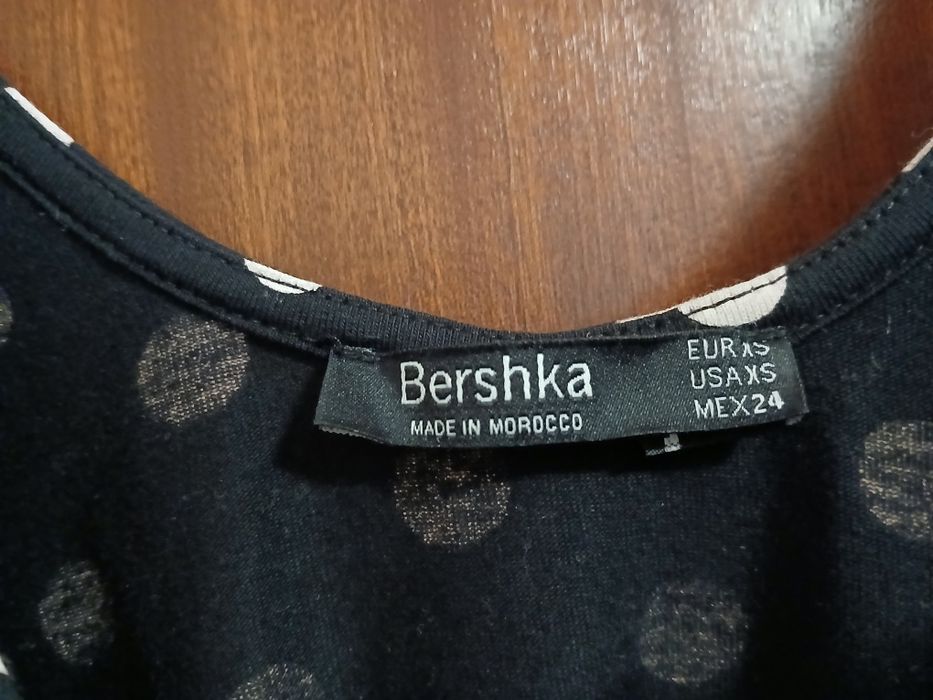 Bershka
MADE IN MOROCCO
EUR XS
USA XS
MEX 24